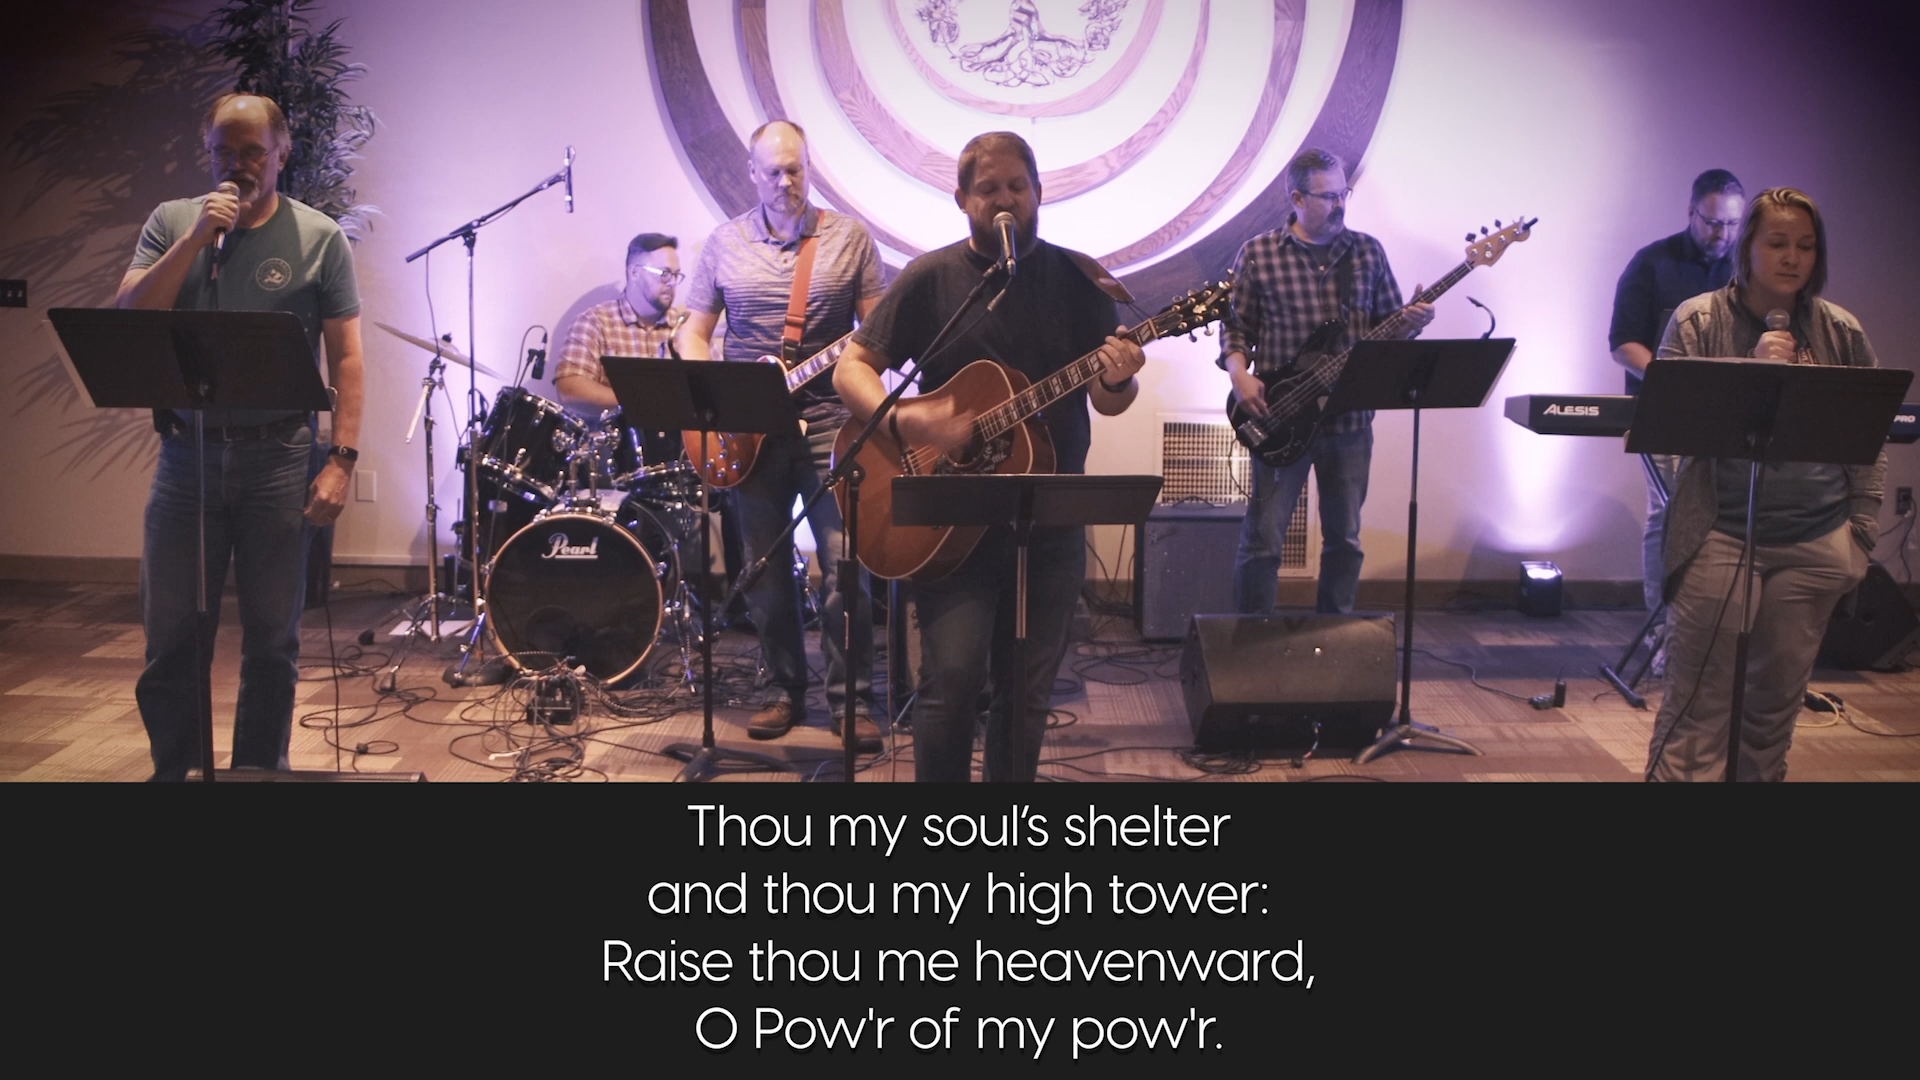 ALESIS
PRO
Pearl
Thou my soul's shelter
and thou my high tower:
Raise thou me heavenward,
O Pow'r of my pow'r.